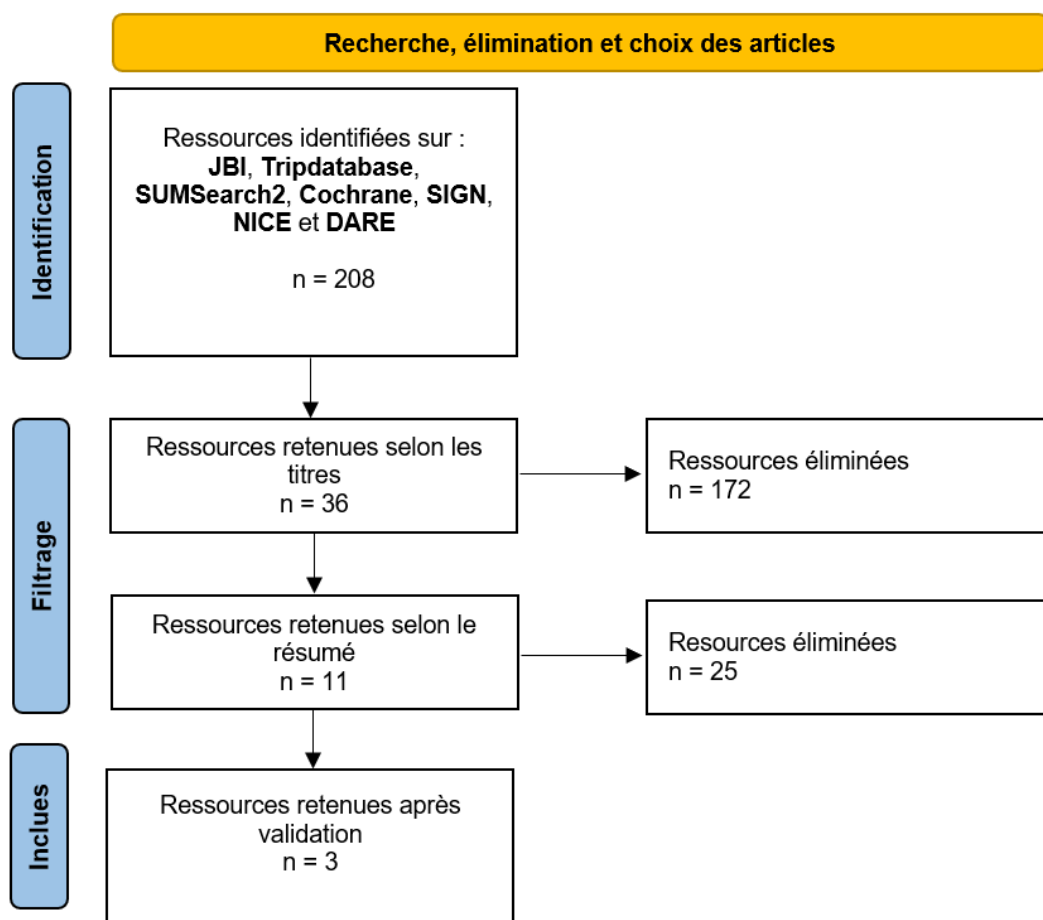 Recherche, élimination et choix des articles
Identification
Ressources identifiées sur :
JBI, Tripdatabase,
SUMSearch2, Cochrane, SIGN,
NICE et DARE
n = 208
Filtrage
Ressources retenues selon les
titres
n = 36
Ressources éliminées
n = 172
Ressources retenues selon le
résumé
n = 11
Resources éliminées
n = 25
Inclues
Ressources retenues après
validation
n = 3